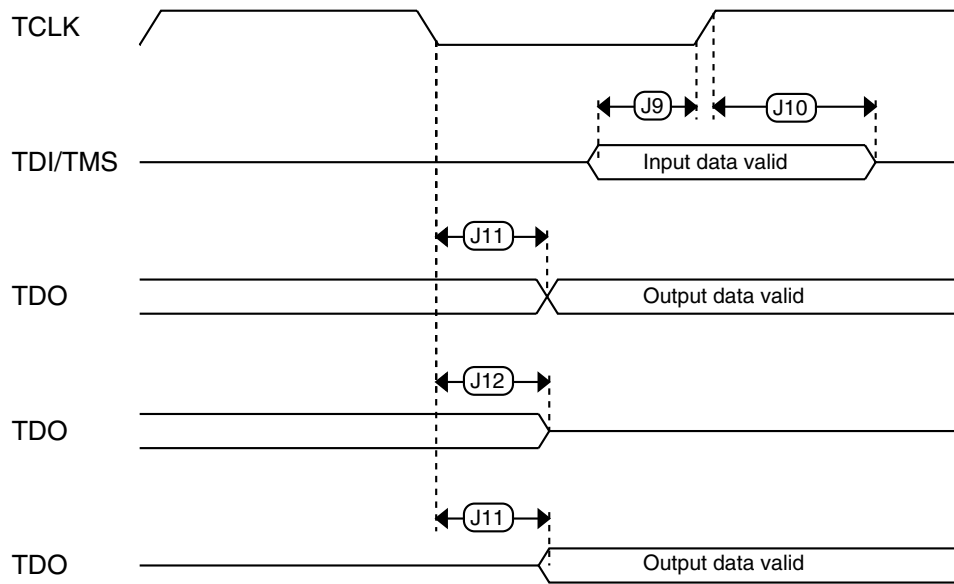 TCLK
J9
J10
TDI/TMS
Input data valid
J11
TDO
Output data valid
J12
TDO
J11
TDO
Output data valid